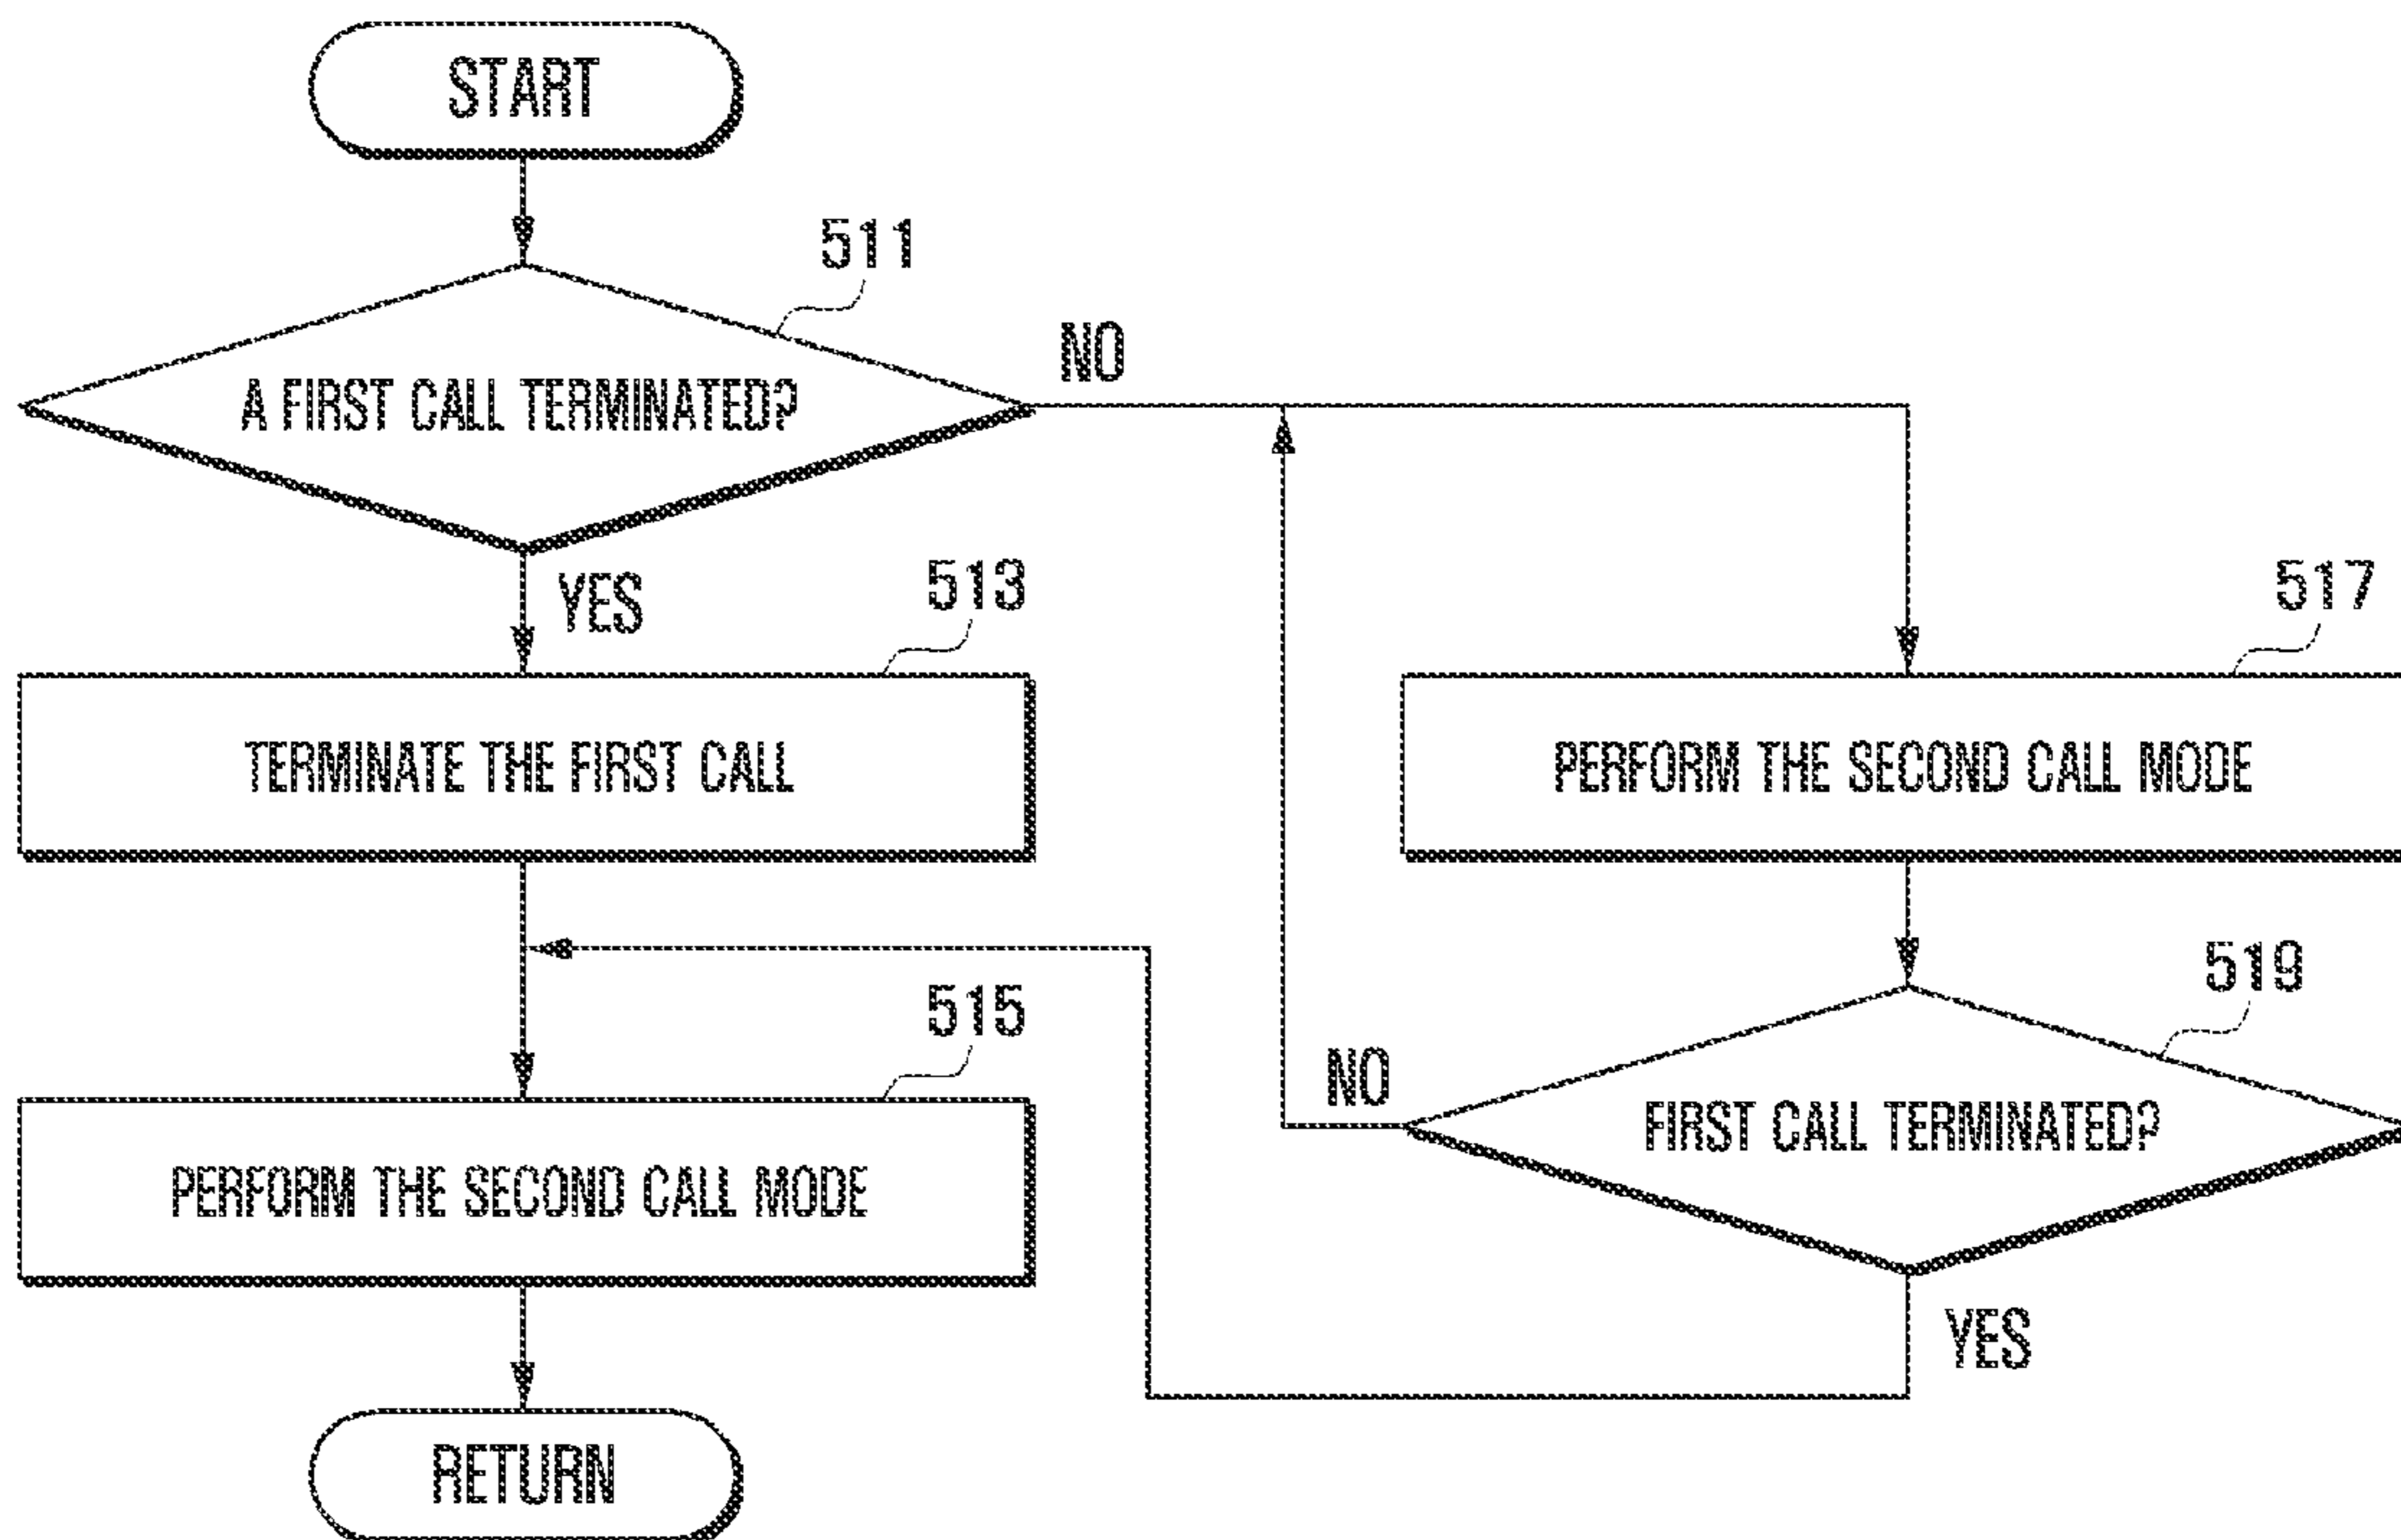 START
511
A FIRST CALL TERMINATED?
NO
YES
513
TERMINATE THE FIRST CALL
517
PERFORM THE SECOND CALL MODE
515
PERFORM THE SECOND CALL MODE
519
NO
FIRST CALL TERMINATED?
YES
RETURN